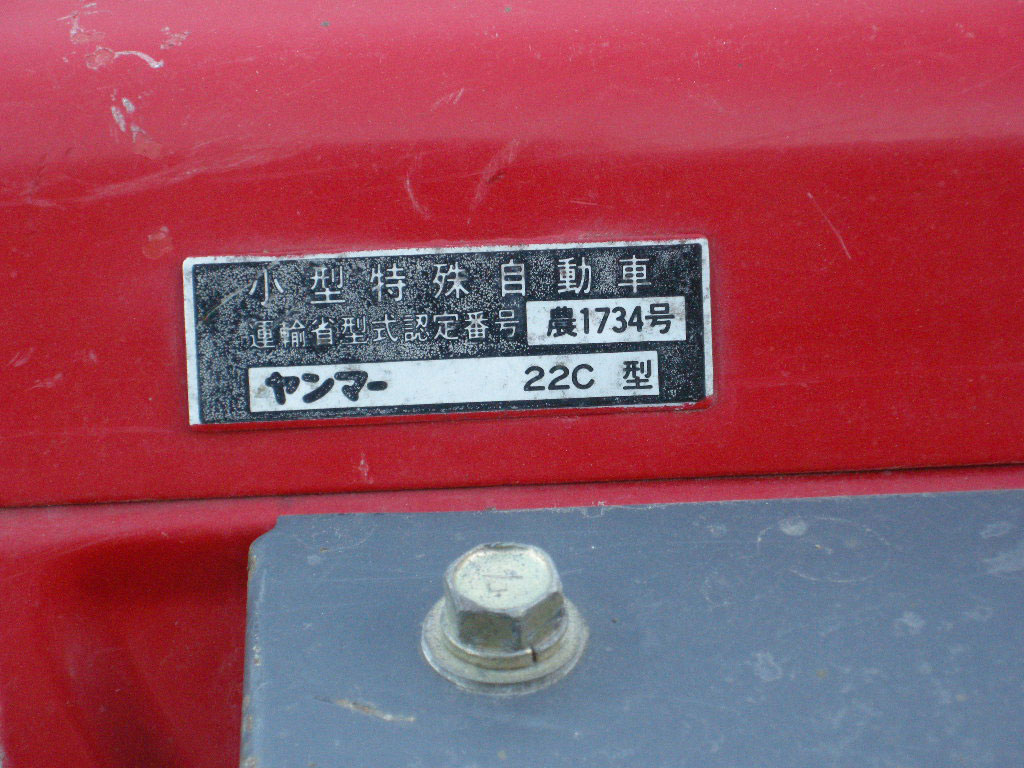 小型特殊自動車
運輸省型式認定番号 農1734号
ヤンマー 22C 型